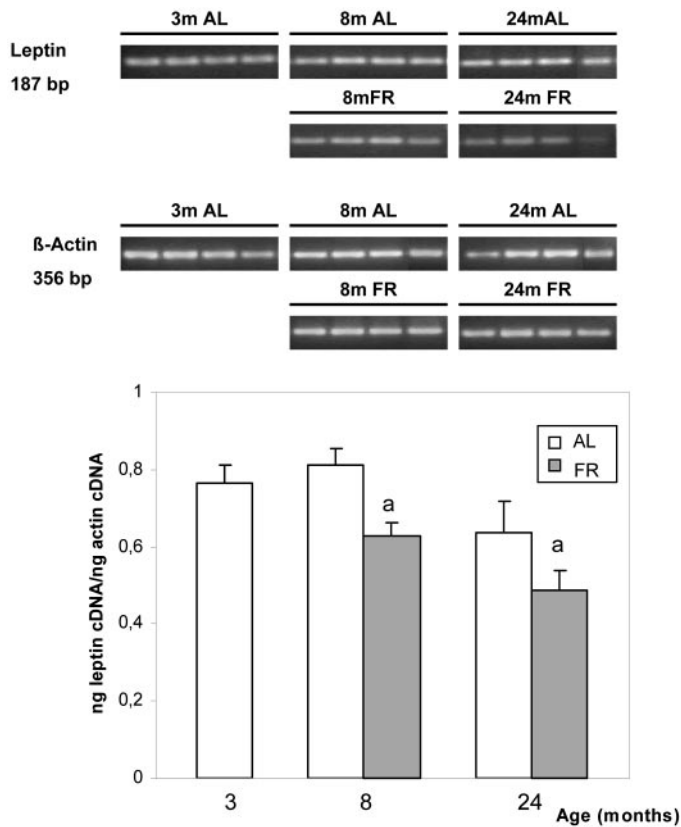 3m AL 8m AL 24mAL
Leptin
187 bp
8mFR 24m FR
3m AL 8m AL 24m AL
ß-Actin
356 bp
8m FR 24m FR
1
AL
FR
0,8
a
0,6
a
0,4
0,2
0
ng leptin cDNA/ng actin cDNA
3 8 24
Age (months)